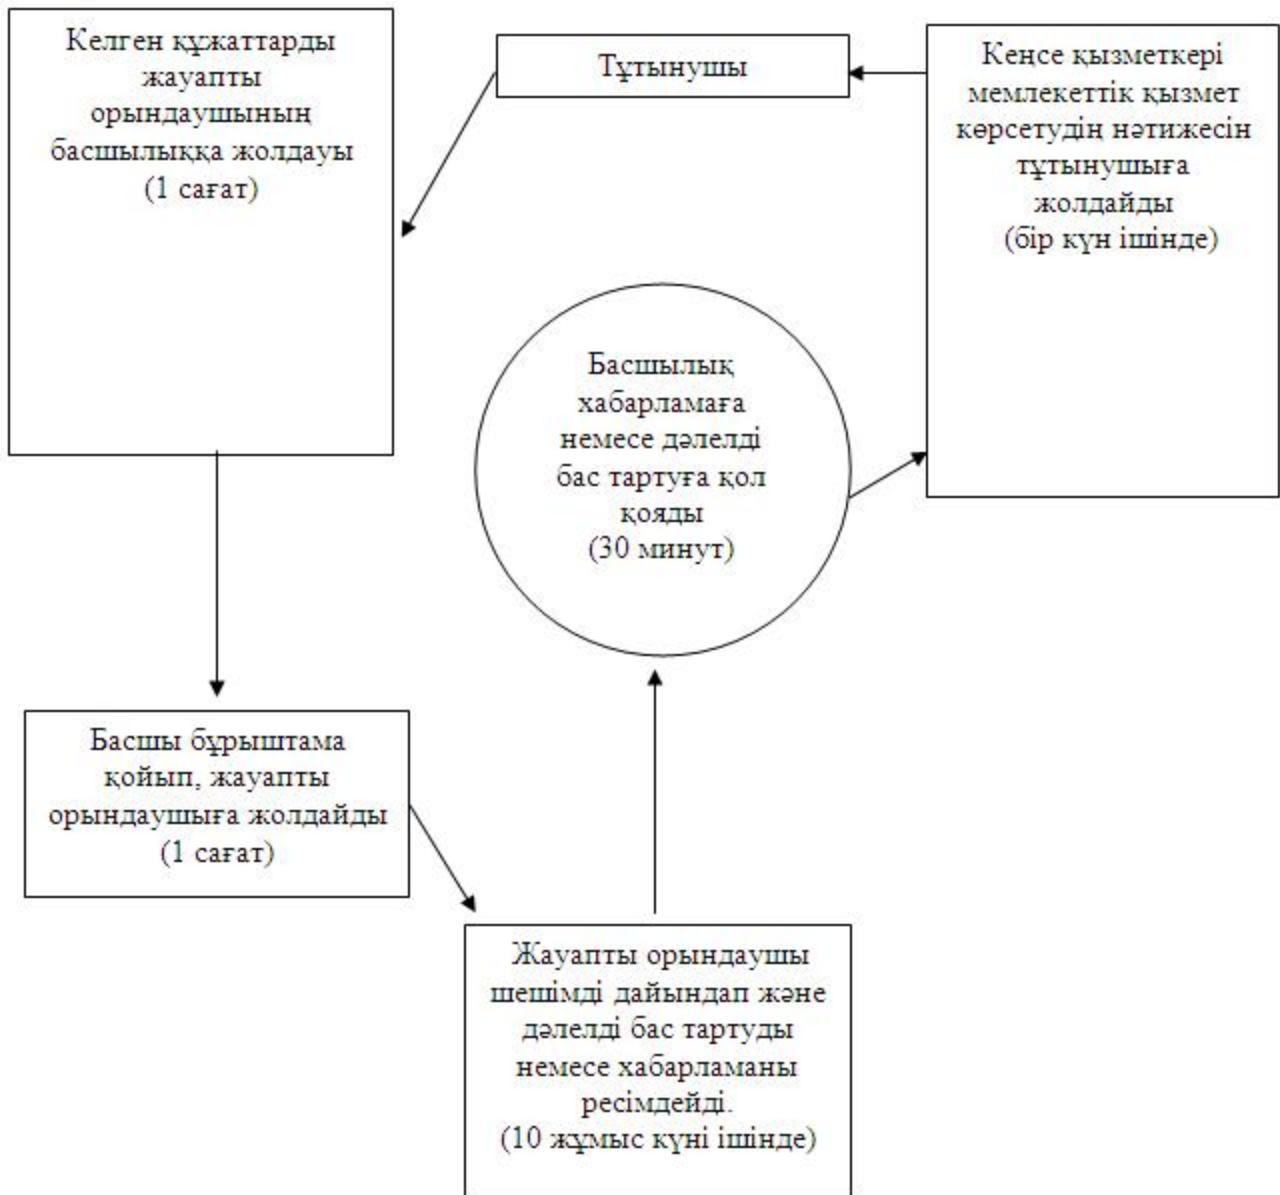 Келген құжаттарды
жауапты
орындаушының
басшылыққа жолдауы
(1 сағат)
Тұтынушы
Кеңсе қызметкері
мемлекеттік қызмет
көрсетудің нәтижесін
тұтынушыға
жолдайды
(бір күн ішінде)
Басшылық
хабарламаға
немесе дәлелді
бас тартуға қол
қояды
(30 минут)
Басшы бұрыштама
қойып, жауапты
орындаушыға жолдайды
(1 сағат)
Жауапты орындаушы
шешімді дайындап және
дәлелді бас тартуды
немесе хабарламаны
ресімдейді.
(10 жұмыс күні ішінде)